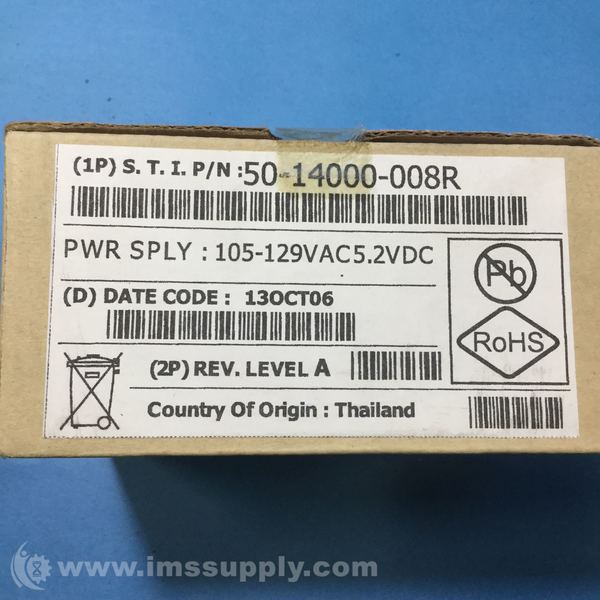 (1P) S. T. I. P/N :50-14000-008R
PWR SPLY : 105-129VAC5.2VDC
Pb
(D) DATE CODE : 13OCT06
RoHS
(2P) REV. LEVEL A
Country Of Origin : Thailand
www.imssupply.com